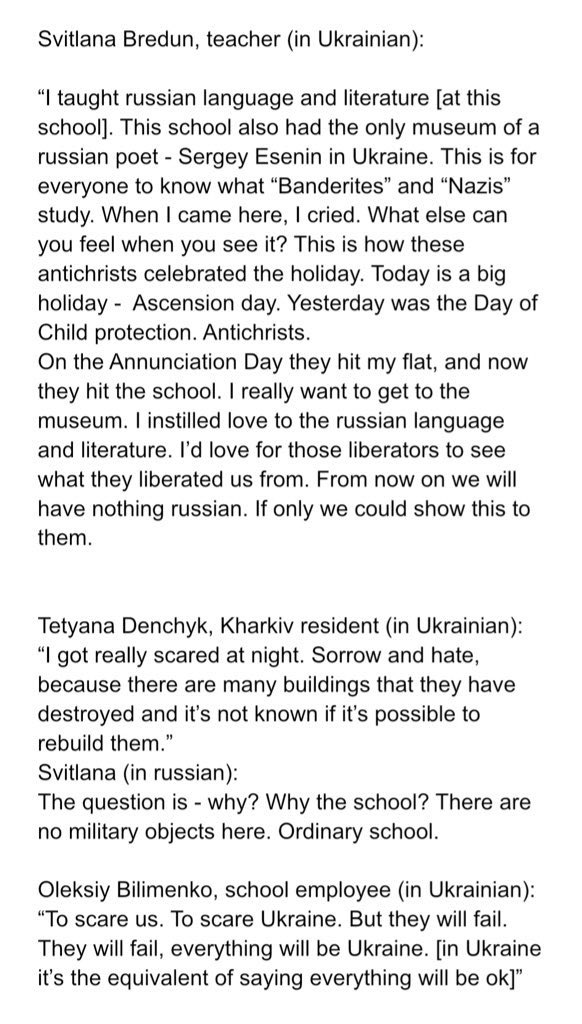 Svitlana Bredun, teacher (in Ukrainian):
“I taught russian language and literature [at this
school]. This school also had the only museum of a
russian poet - Sergey Esenin in Ukraine. This is for
everyone to know what “Banderites” and “Nazis”
study. When I came here, I cried. What else can
you feel when you see it? This is how these
antichrists celebrated the holiday. Today is a big
holiday -  Ascension day. Yesterday was the Day of
Child protection. Antichrists.
On the Annunciation Day they hit my flat, and now
they hit the school. I really want to get to the
museum. I instilled love to the russian language
and literature. I’d love for those liberators to see
what they liberated us from. From now on we will
have nothing russian. If only we could show this to
them.
Tetyana Denchyk, Kharkiv resident (in Ukrainian):
“I got really scared at night. Sorrow and hate,
because there are many buildings that they have
destroyed and it’s not known if it’s possible to
rebuild them.”
Svitlana (in russian):
The question is - why? Why the school? There are
no military objects here. Ordinary school.
Oleksiy Bilimenko, school employee (in Ukrainian):
“To scare us. To scare Ukraine. But they will fail.
They will fail, everything will be Ukraine. [in Ukraine
it’s the equivalent of saying everything will be ok]”